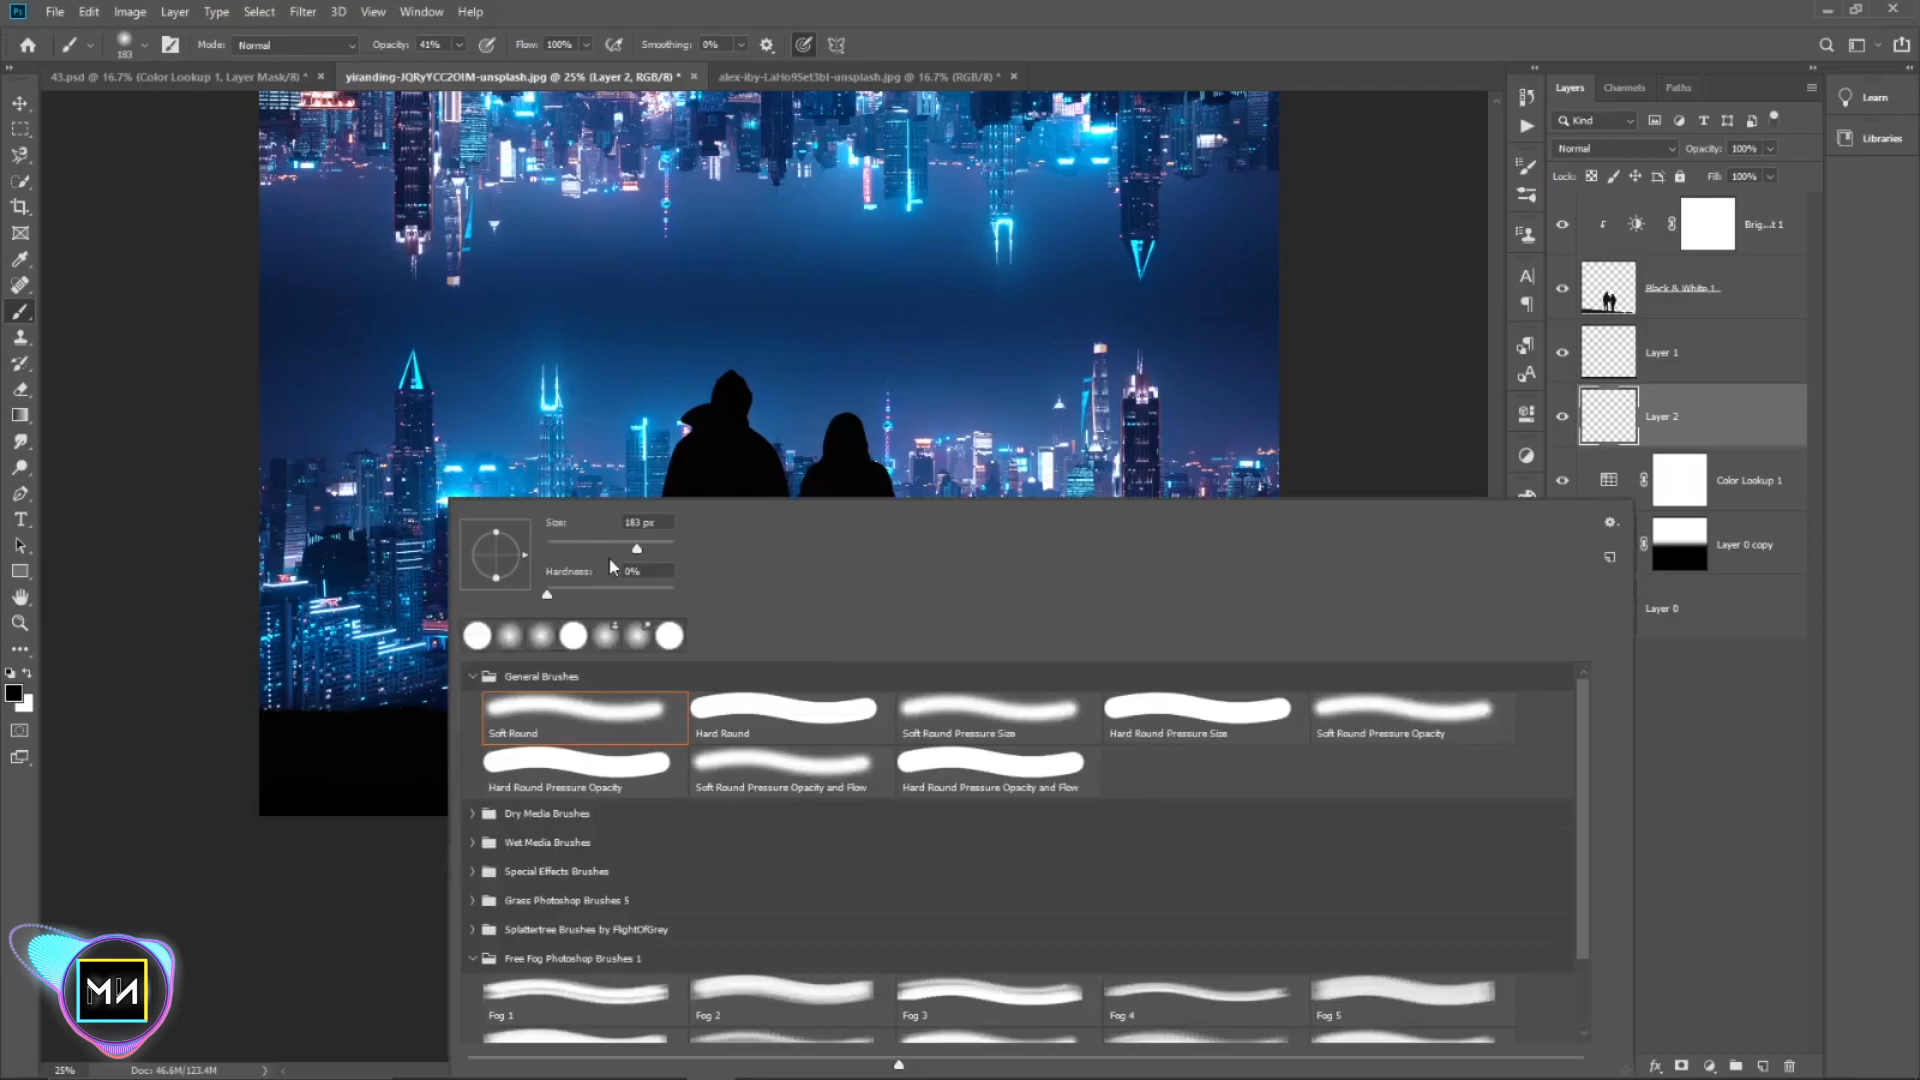 Ps File Edit Image Layer Type Select Filter 3D View Window Help
183 Mode: Normal Opacity: 41% Flow: 100% Smoothing: 0%
43.psd @ 16.7% (Color Lookup 1, Layer Mask/8) * × yiranding-JQRyYCC2OIM-unsplash.jpg @ 25% (Layer 2, RGB/8) * × alex-iby-LaHo9Set3bI-unsplash.jpg @ 16.7% (RGB/8) * ×
Layers Channels Paths
Learn
Kind
Normal Opacity: 100%
Libraries
Lock: Fill: 100%
Brig...t 1
Black & White 1
Layer 1
Layer 2
Color Lookup 1
Layer 0 copy
Layer 0
Size: 183 px
Hardness: 0%
General Brushes
Soft Round Hard Round Soft Round Pressure Size Hard Round Pressure Size Soft Round Pressure Opacity
Hard Round Pressure Opacity Soft Round Pressure Opacity and Flow Hard Round Pressure Opacity and Flow
Dry Media Brushes
Wet Media Brushes
Special Effects Brushes
Grass Photoshop Brushes 5
Splattertree Brushes by FlightOfGrey
Free Fog Photoshop Brushes 1
Fog 1 Fog 2 Fog 3 Fog 4 Fog 5
MN
25% Doc: 46.6M/123.4M